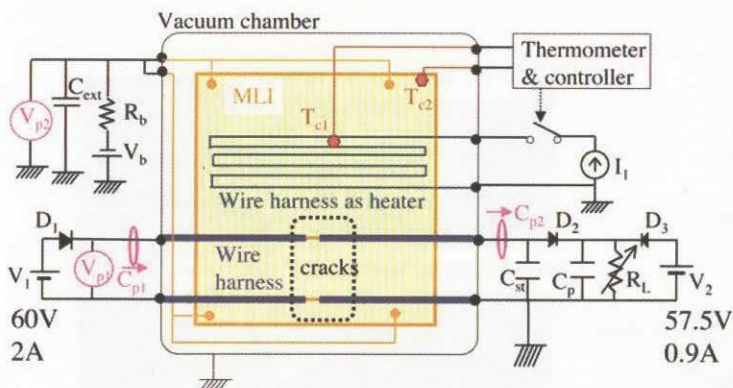 Vacuum chamber
Thermometer
& controller
MLI
T_c1
T_c2
V_p2
C_ext
R_b
V_b
I_1
Wire harness as heater
D_1
V_1
V_p1
C_p1
Wire
harness
cracks
C_p2
D_2
D_3
C_st
C_p
R_L
V_2
60V
2A
57.5V
0.9A